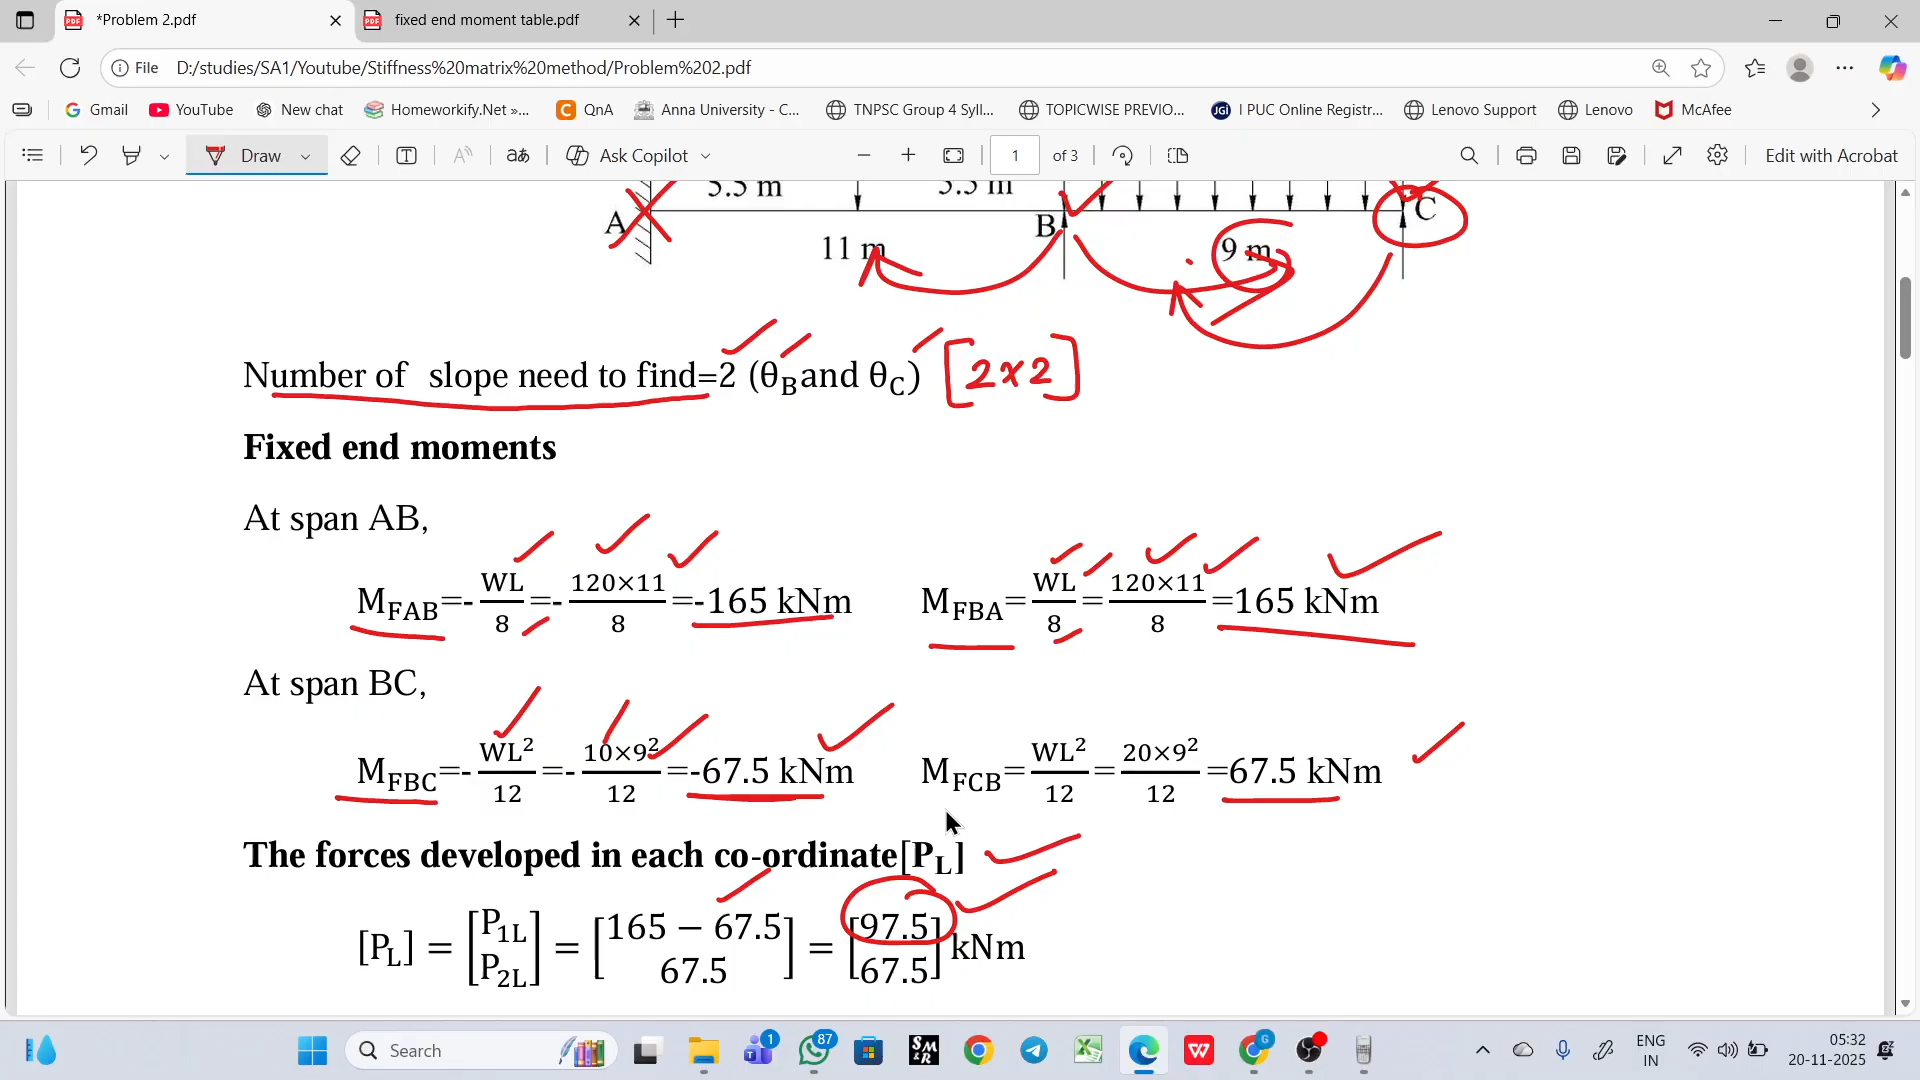 *Problem 2.pdf
fixed end moment table.pdf
File D:/studies/SA1/Youtube/Stiffness%20matrix%20method/Problem%202.pdf
Gmail YouTube New chat Homeworkify.Net »... QnA Anna University - C... TNPSC Group 4 Syll... TOPICWISE PREVIO... I PUC Online Registr... Lenovo Support Lenovo McAfee
Draw Ask Copilot 1 of 3 Edit with Acrobat
5.5 m 5.5 m
A B C
11 m 9 m
Number of slope need to find=2 (θB and θC) [2x2]
Fixed end moments
At span AB,
MFAB=-WL/8=-120×11/8=-165 kNm MFBA=WL/8=120×11/8=165 kNm
At span BC,
MFBC=-WL²/12=-10×9²/12=-67.5 kNm MFCB=WL²/12=20×9²/12=67.5 kNm
The forces developed in each co-ordinate[PL]
[PL] = [P1L P2L] = [165 − 67.5 67.5] = [97.5 67.5] kNm
Search 1 87 ENG IN 05:32 20-11-2025